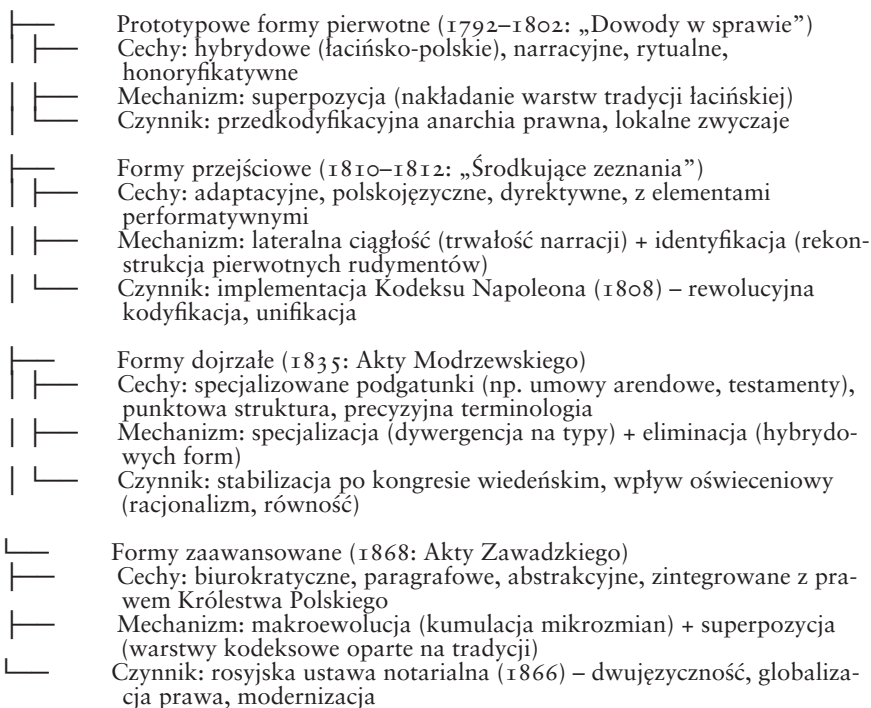 ├── Prototypowe formy pierwotne (1792–1802: „Dowody w sprawie”)
│ ├── Cechy: hybrydowe (łacińsko-polskie), narracyjne, rytualne,
honoryfikatywne
│ ├── Mechanizm: superpozycja (nakładanie warstw tradycji łacińskiej)
│ └── Czynnik: przedkodyfikacyjna anarchia prawna, lokalne zwyczaje
├── Formy przejściowe (1810–1812: „Środkujące zeznania”)
│ ├── Cechy: adaptacyjne, polskojęzyczne, dyrektywne, z elementami
performatywnymi
│ ├── Mechanizm: lateralna ciągłość (trwałość narracji) + identyfikacja (rekon-
strukcja pierwotnych rudymentów)
│ └── Czynnik: implementacja Kodeksu Napoleona (1808) – rewolucyjna
kodyfikacja, unifikacja
├── Formy dojrzałe (1835: Akty Modrzewskiego)
│ ├── Cechy: specjalizowane podgatunki (np. umowy arendowe, testamenty),
punktowa struktura, precyzyjna terminologia
│ ├── Mechanizm: specjalizacja (dywergencja na typy) + eliminacja (hybrydo-
wych form)
│ └── Czynnik: stabilizacja po kongresie wiedeńskim, wpływ oświeceniowy
(racjonalizm, równość)
└── Formy zaawansowane (1868: Akty Zawadzkiego)
├── Cechy: biurokratyczne, paragrafowe, abstrakcyjne, zintegrowane z pra-
wem Królestwa Polskiego
├── Mechanizm: makroewolucja (kumulacja mikrozmian) + superpozycja
(warstwy kodeksowe oparte na tradycji)
└── Czynnik: rosyjska ustawa notarialna (1866) – dwujęzyczność, globaliza-
cja prawa, modernizacja